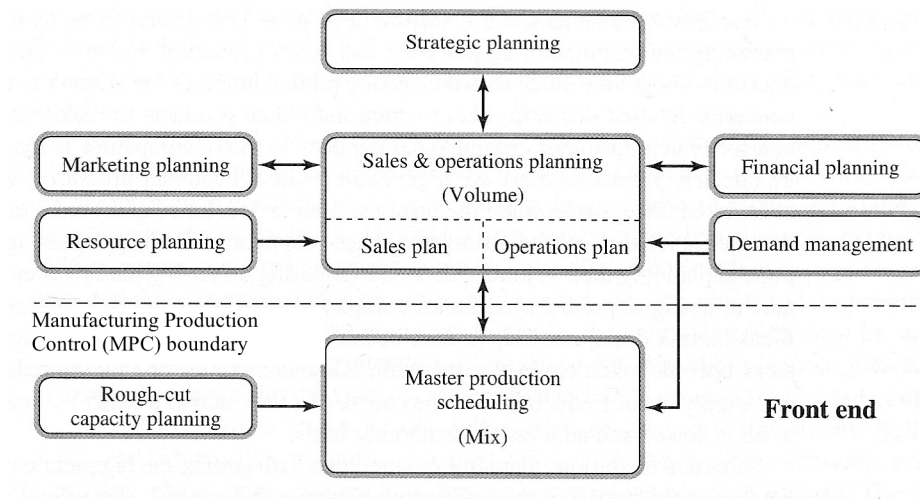 Strategic planning
Marketing planning
Sales & operations planning
(Volume)
Financial planning
Resource planning
Sales plan
Operations plan
Demand management
Manufacturing Production
Control (MPC) boundary
Rough-cut
capacity planning
Master production
scheduling
(Mix)
Front end